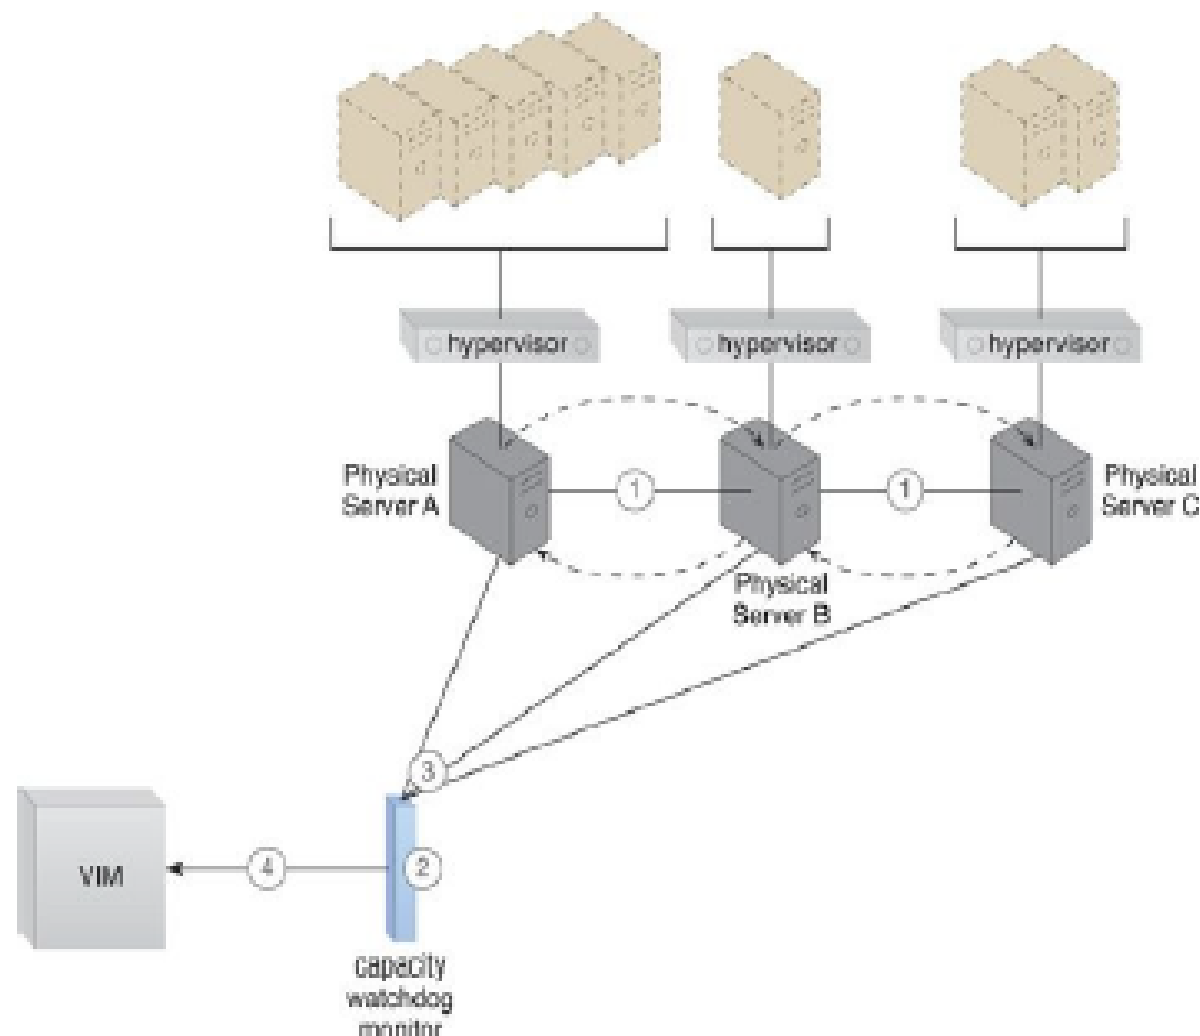 hypervisor
hypervisor
hypervisor
Physical
Server A
1
1
Physical
Server C
Physical
Server B
3
VIM
4
2
capacity
watchdog
monitor